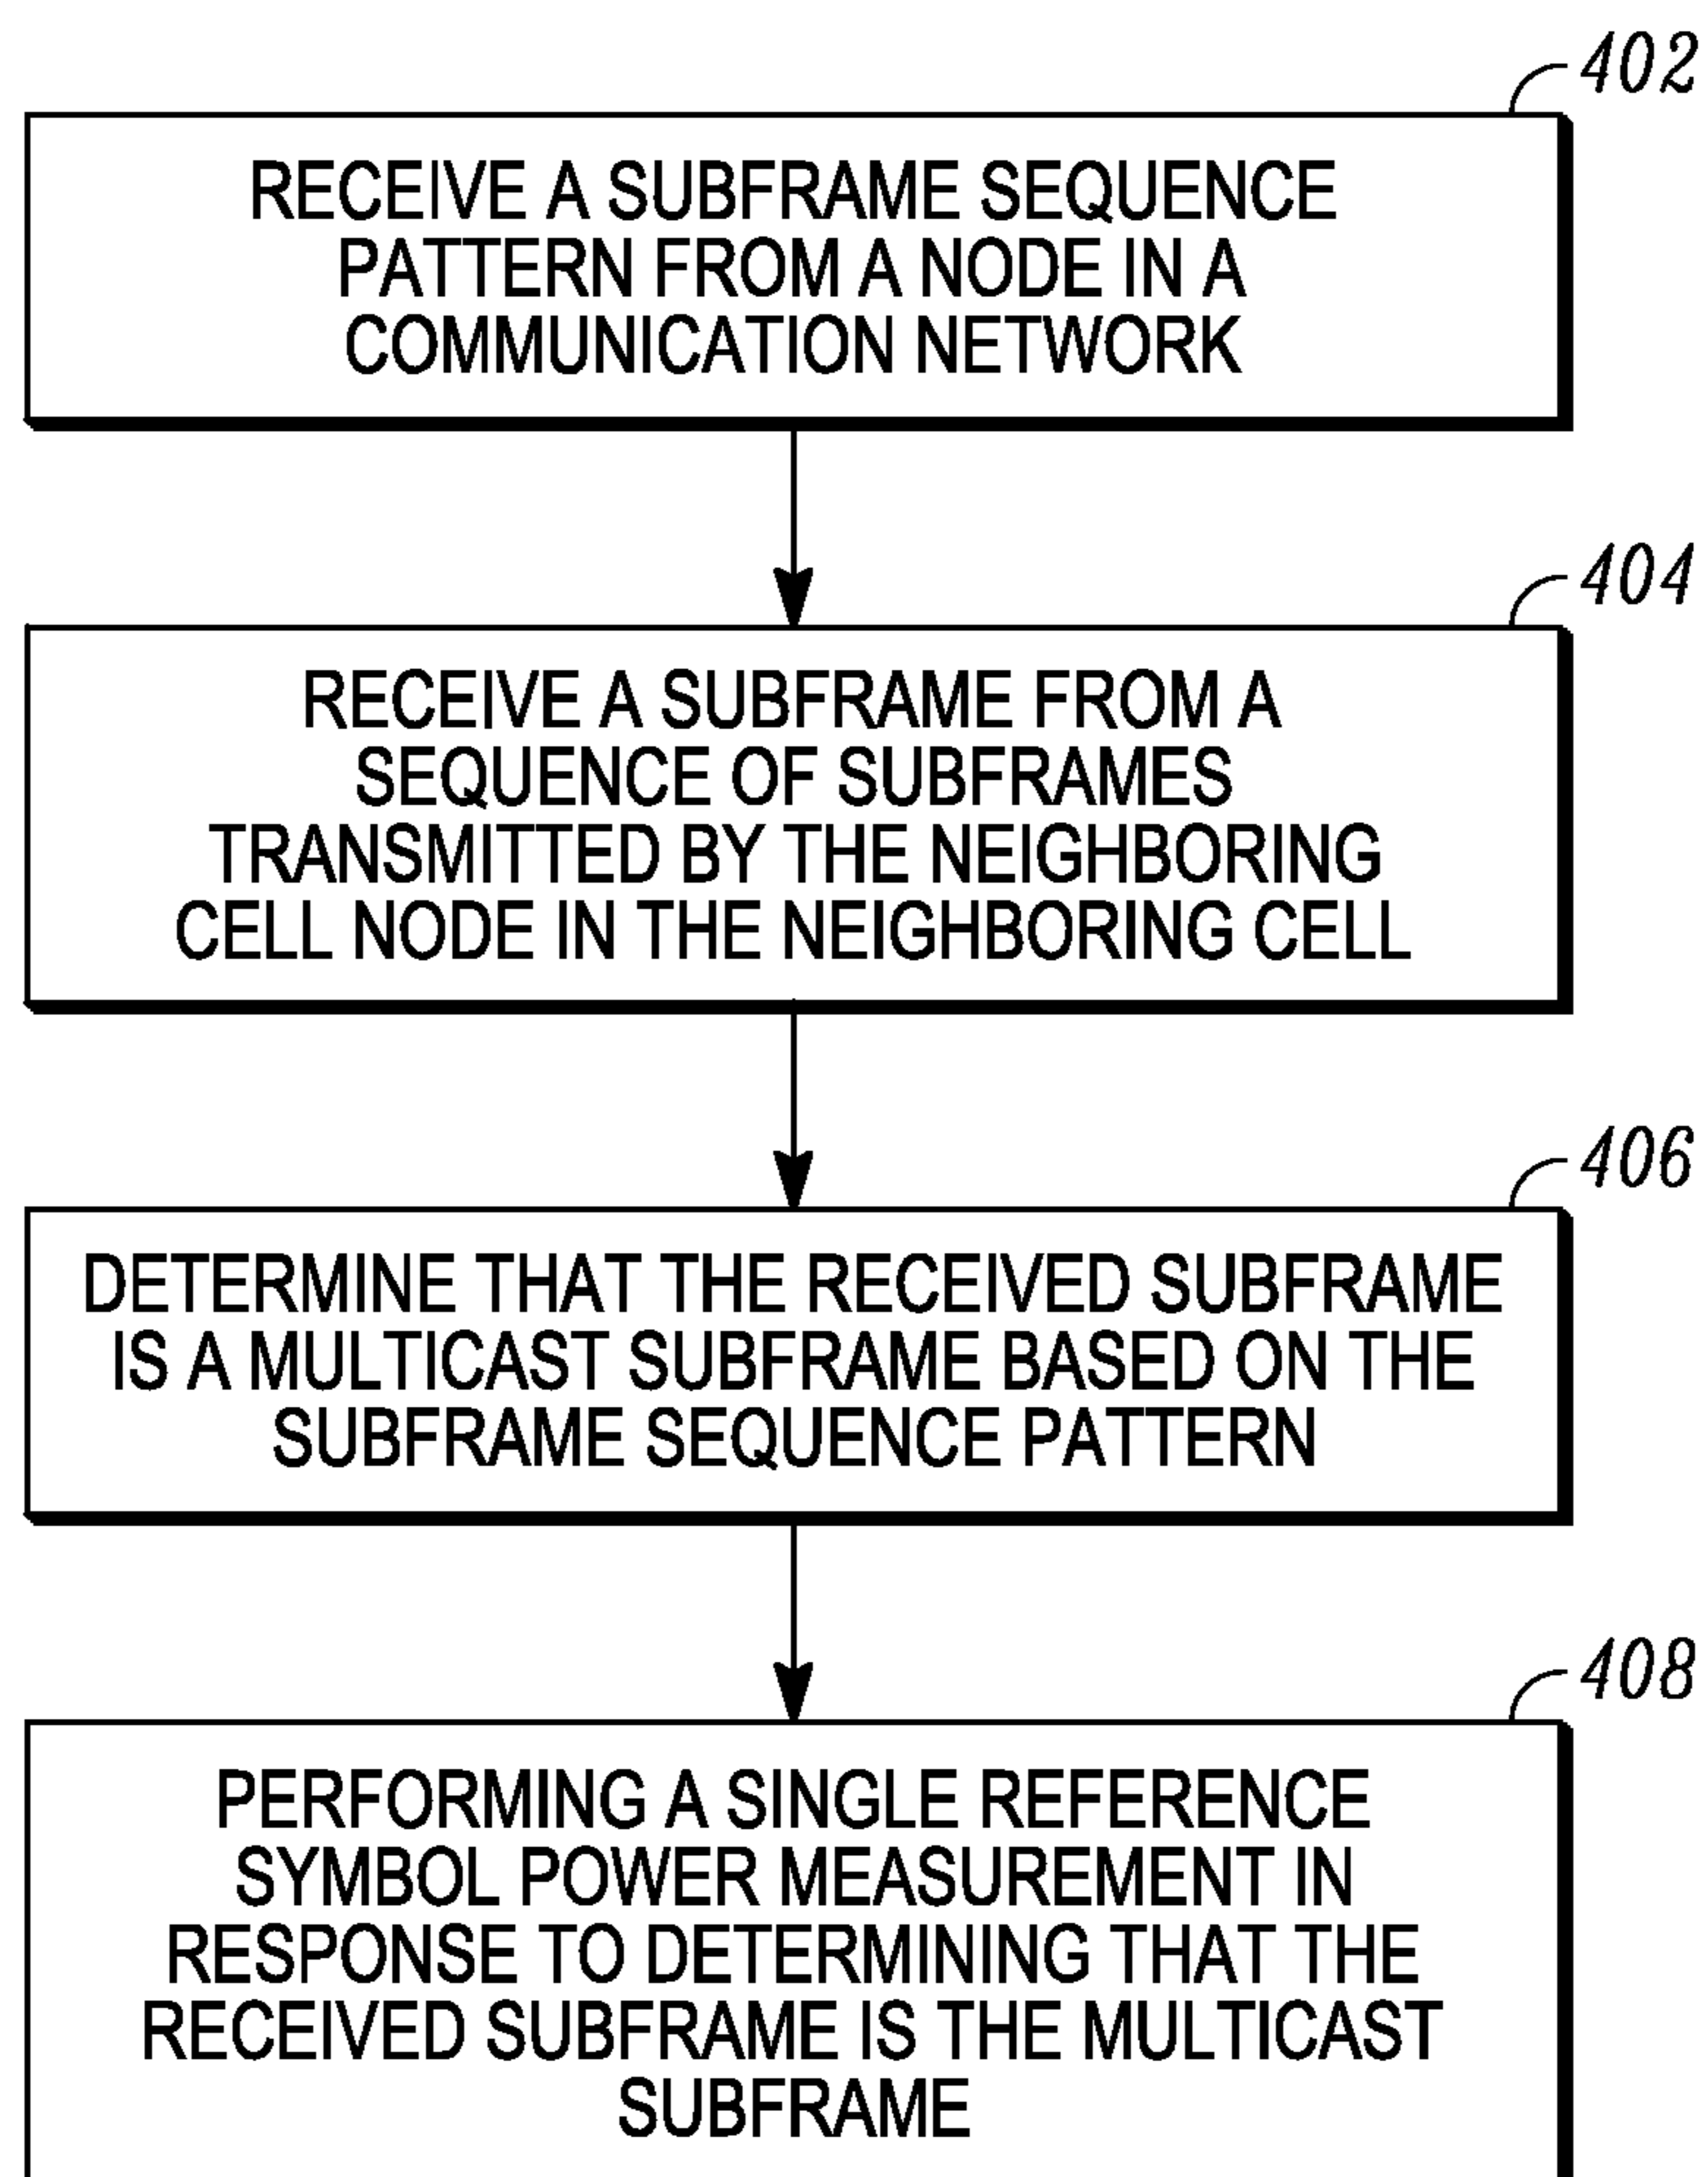 402
RECEIVE A SUBFRAME SEQUENCE
PATTERN FROM A NODE IN A
COMMUNICATION NETWORK
404
RECEIVE A SUBFRAME FROM A
SEQUENCE OF SUBFRAMES
TRANSMITTED BY THE NEIGHBORING
CELL NODE IN THE NEIGHBORING CELL
406
DETERMINE THAT THE RECEIVED SUBFRAME
IS A MULTICAST SUBFRAME BASED ON THE
SUBFRAME SEQUENCE PATTERN
408
PERFORMING A SINGLE REFERENCE
SYMBOL POWER MEASUREMENT IN
RESPONSE TO DETERMINING THAT THE
RECEIVED SUBFRAME IS THE MULTICAST
SUBFRAME